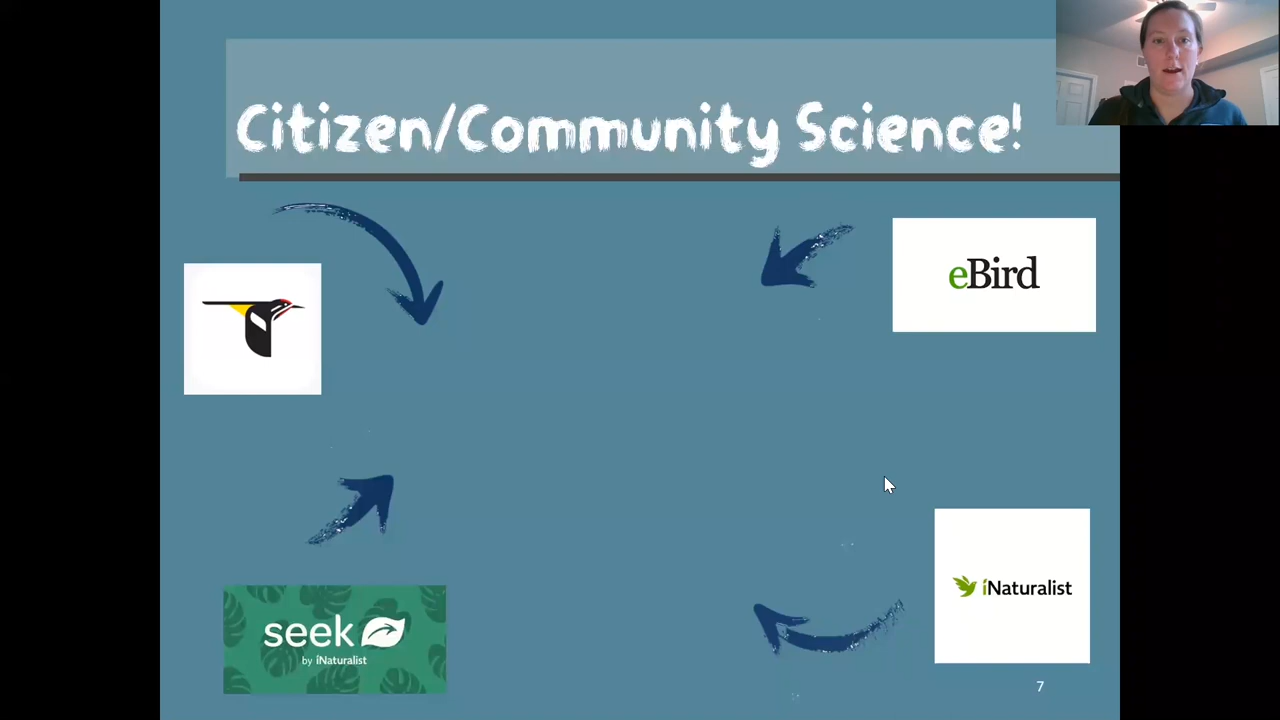 Citizen/Community Science!
eBird
iNaturalist
seek
by iNaturalist
7